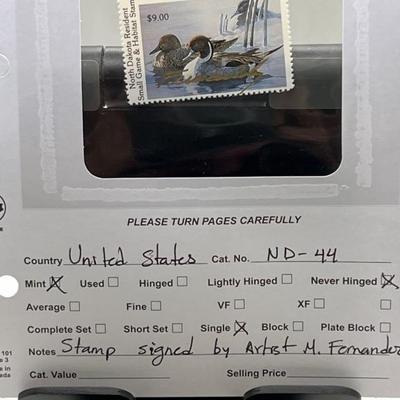 $9.00
North Dakota Resident
Small Game & Habitat Stamp
PLEASE TURN PAGES CAREFULLY
Country United States Cat. No. ND-44
Mint ☒ Used ☐ Hinged ☐ Lightly Hinged ☐ Never Hinged ☒
Average ☐ Fine ☐ VF ☐ XF ☐ ☐
Complete Set ☐ Short Set ☐ Single ☒ Block ☐ Plate Block ☐
Notes Stamp signed by Artist M. Fernandez
Cat. Value Selling Price
101